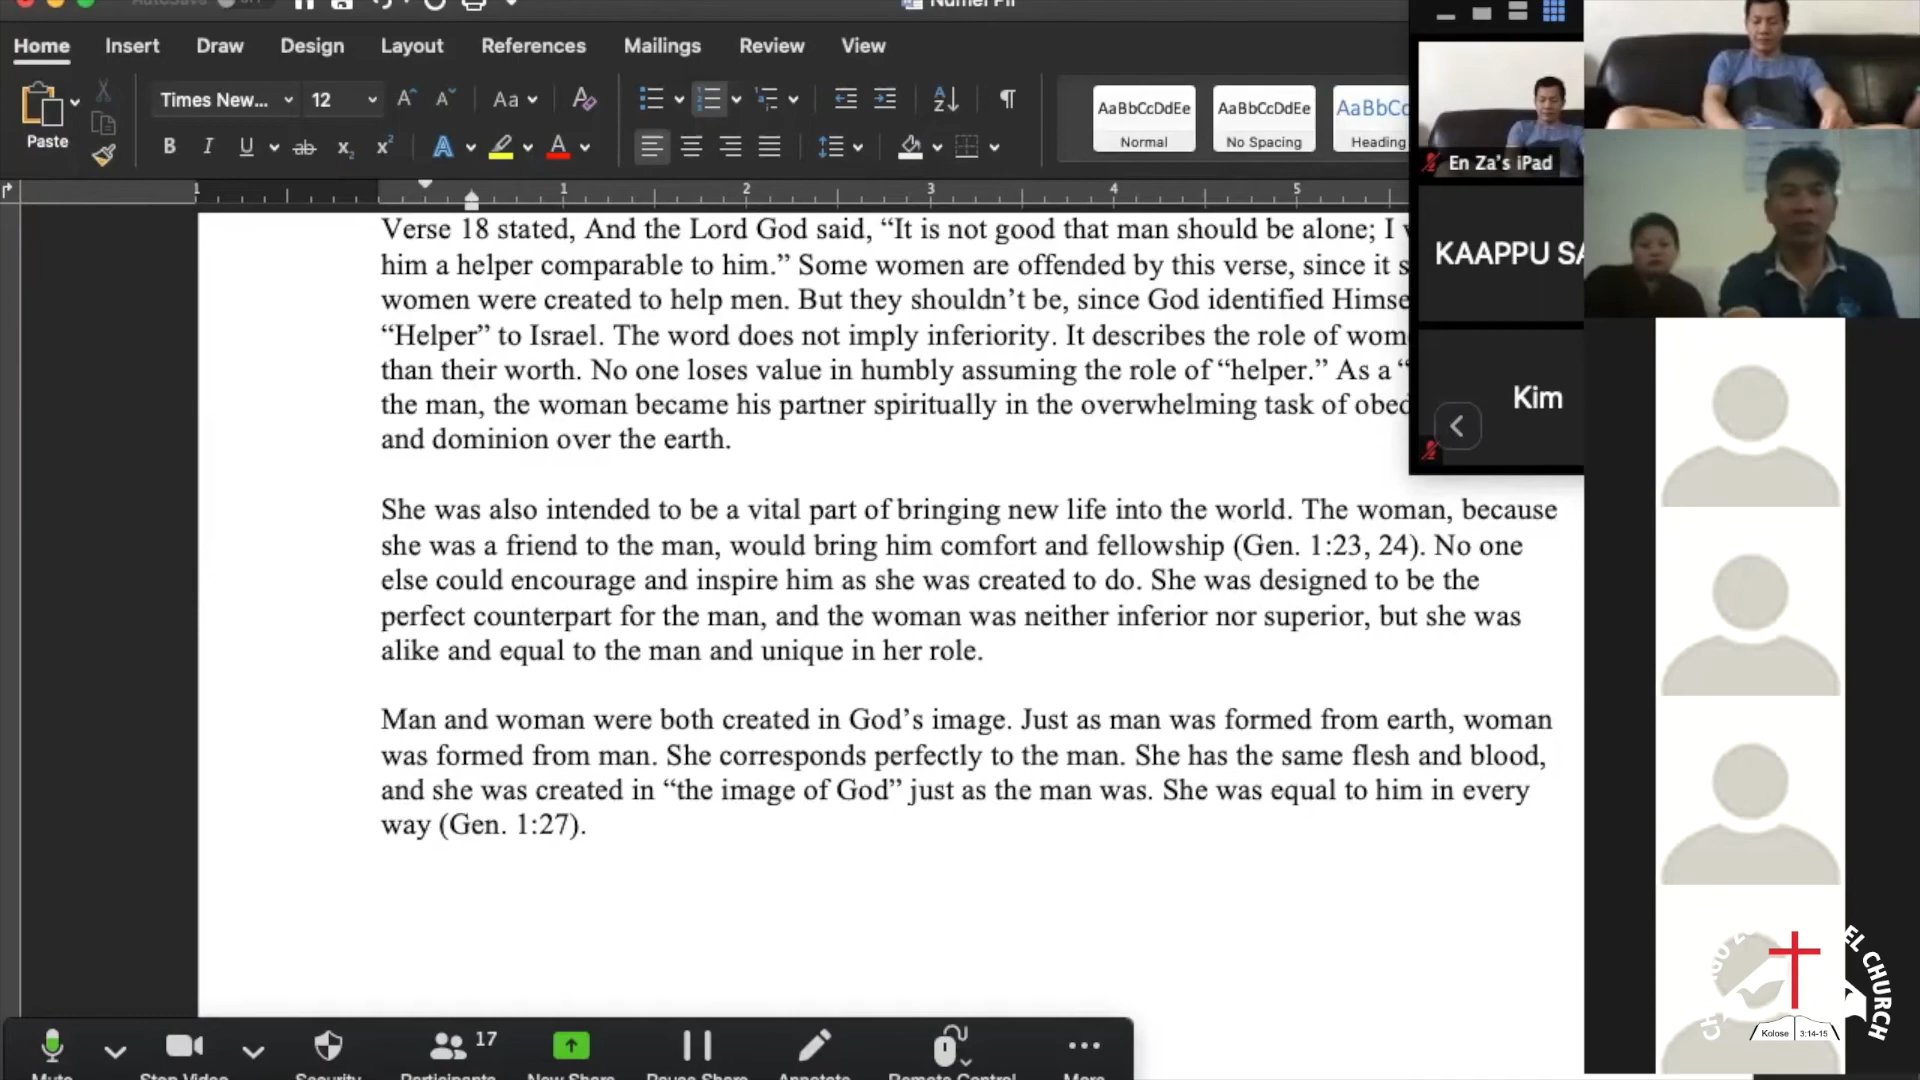 Home Insert Draw Design Layout References Mailings Review View
Times New... 12
Paste
AaBbCcDdEe AaBbCcDdEe AaBbCc
Normal No Spacing Heading
En Za's iPad
KAAPPU
Kim
1 1 2 3 4 5
Verse 18 stated, And the Lord God said, “It is not good that man should be alone; I
him a helper comparable to him.” Some women are offended by this verse, since it
women were created to help men. But they shouldn’t be, since God identified
“Helper” to Israel. The word does not imply inferiority. It describes the role of
than their worth. No one loses value in humbly assuming the role of “helper.” As a “
the man, the woman became his partner spiritually in the overwhelming task of
and dominion over the earth.
She was also intended to be a vital part of bringing new life into the world. The woman, because
she was a friend to the man, would bring him comfort and fellowship (Gen. 1:23, 24). No one
else could encourage and inspire him as she was created to do. She was designed to be the
perfect counterpart for the man, and the woman was neither inferior nor superior, but she was
alike and equal to the man and unique in her role.
Man and woman were both created in God’s image. Just as man was formed from earth, woman
was formed from man. She corresponds perfectly to the man. She has the same flesh and blood,
and she was created in “the image of God” just as the man was. She was equal to him in every
way (Gen. 1:27).
17
EL CHURCH
Kolose 3:14-15